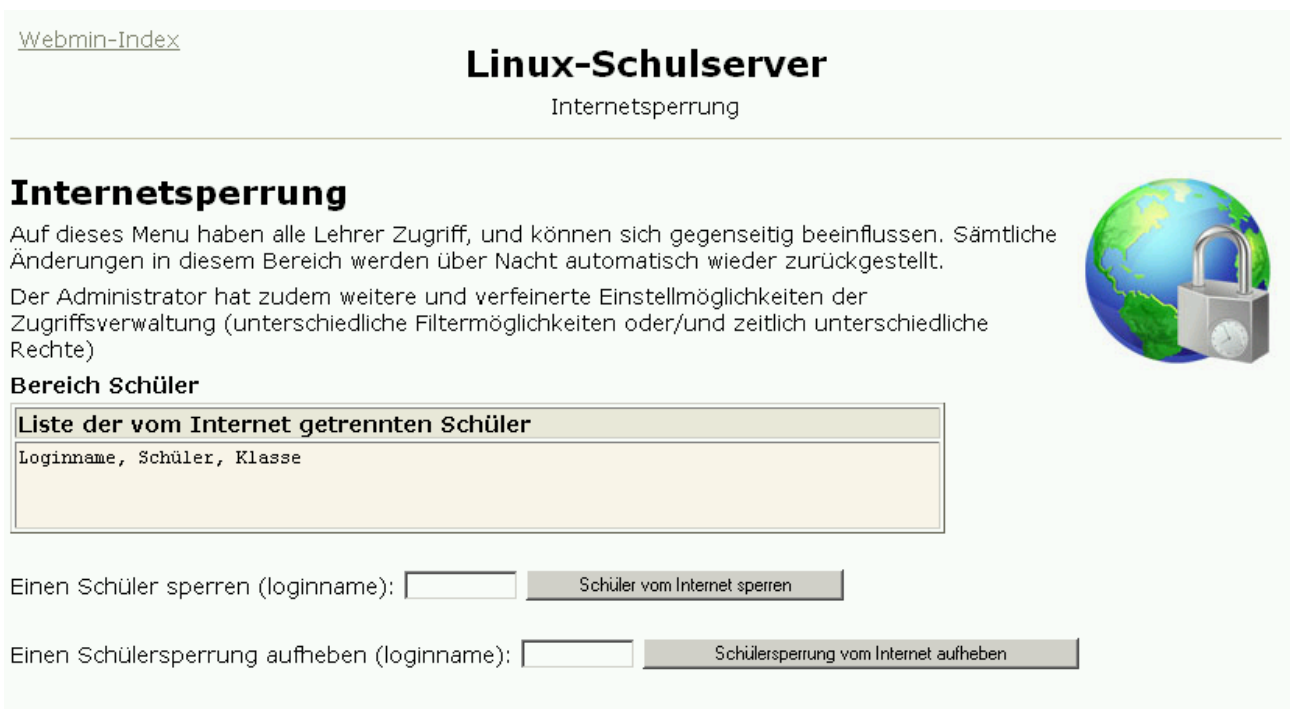 Webmin-Index
Linux-Schulserver
Internetsperrung
Internetsperrung
Auf dieses Menu haben alle Lehrer Zugriff, und können sich gegenseitig beeinflussen. Sämtliche
Änderungen in diesem Bereich werden über Nacht automatisch wieder zurückgestellt.
Der Administrator hat zudem weitere und verfeinerte Einstellmöglichkeiten der
Zugriffsverwaltung (unterschiedliche Filtermöglichkeiten oder/und zeitlich unterschiedliche
Rechte)
Bereich Schüler
Liste der vom Internet getrennten Schüler
Loginname, Schüler, Klasse
Einen Schüler sperren (loginname): Schüler vom Internet sperren
Einen Schülersperrung aufheben (loginname): Schülersperrung vom Internet aufheben